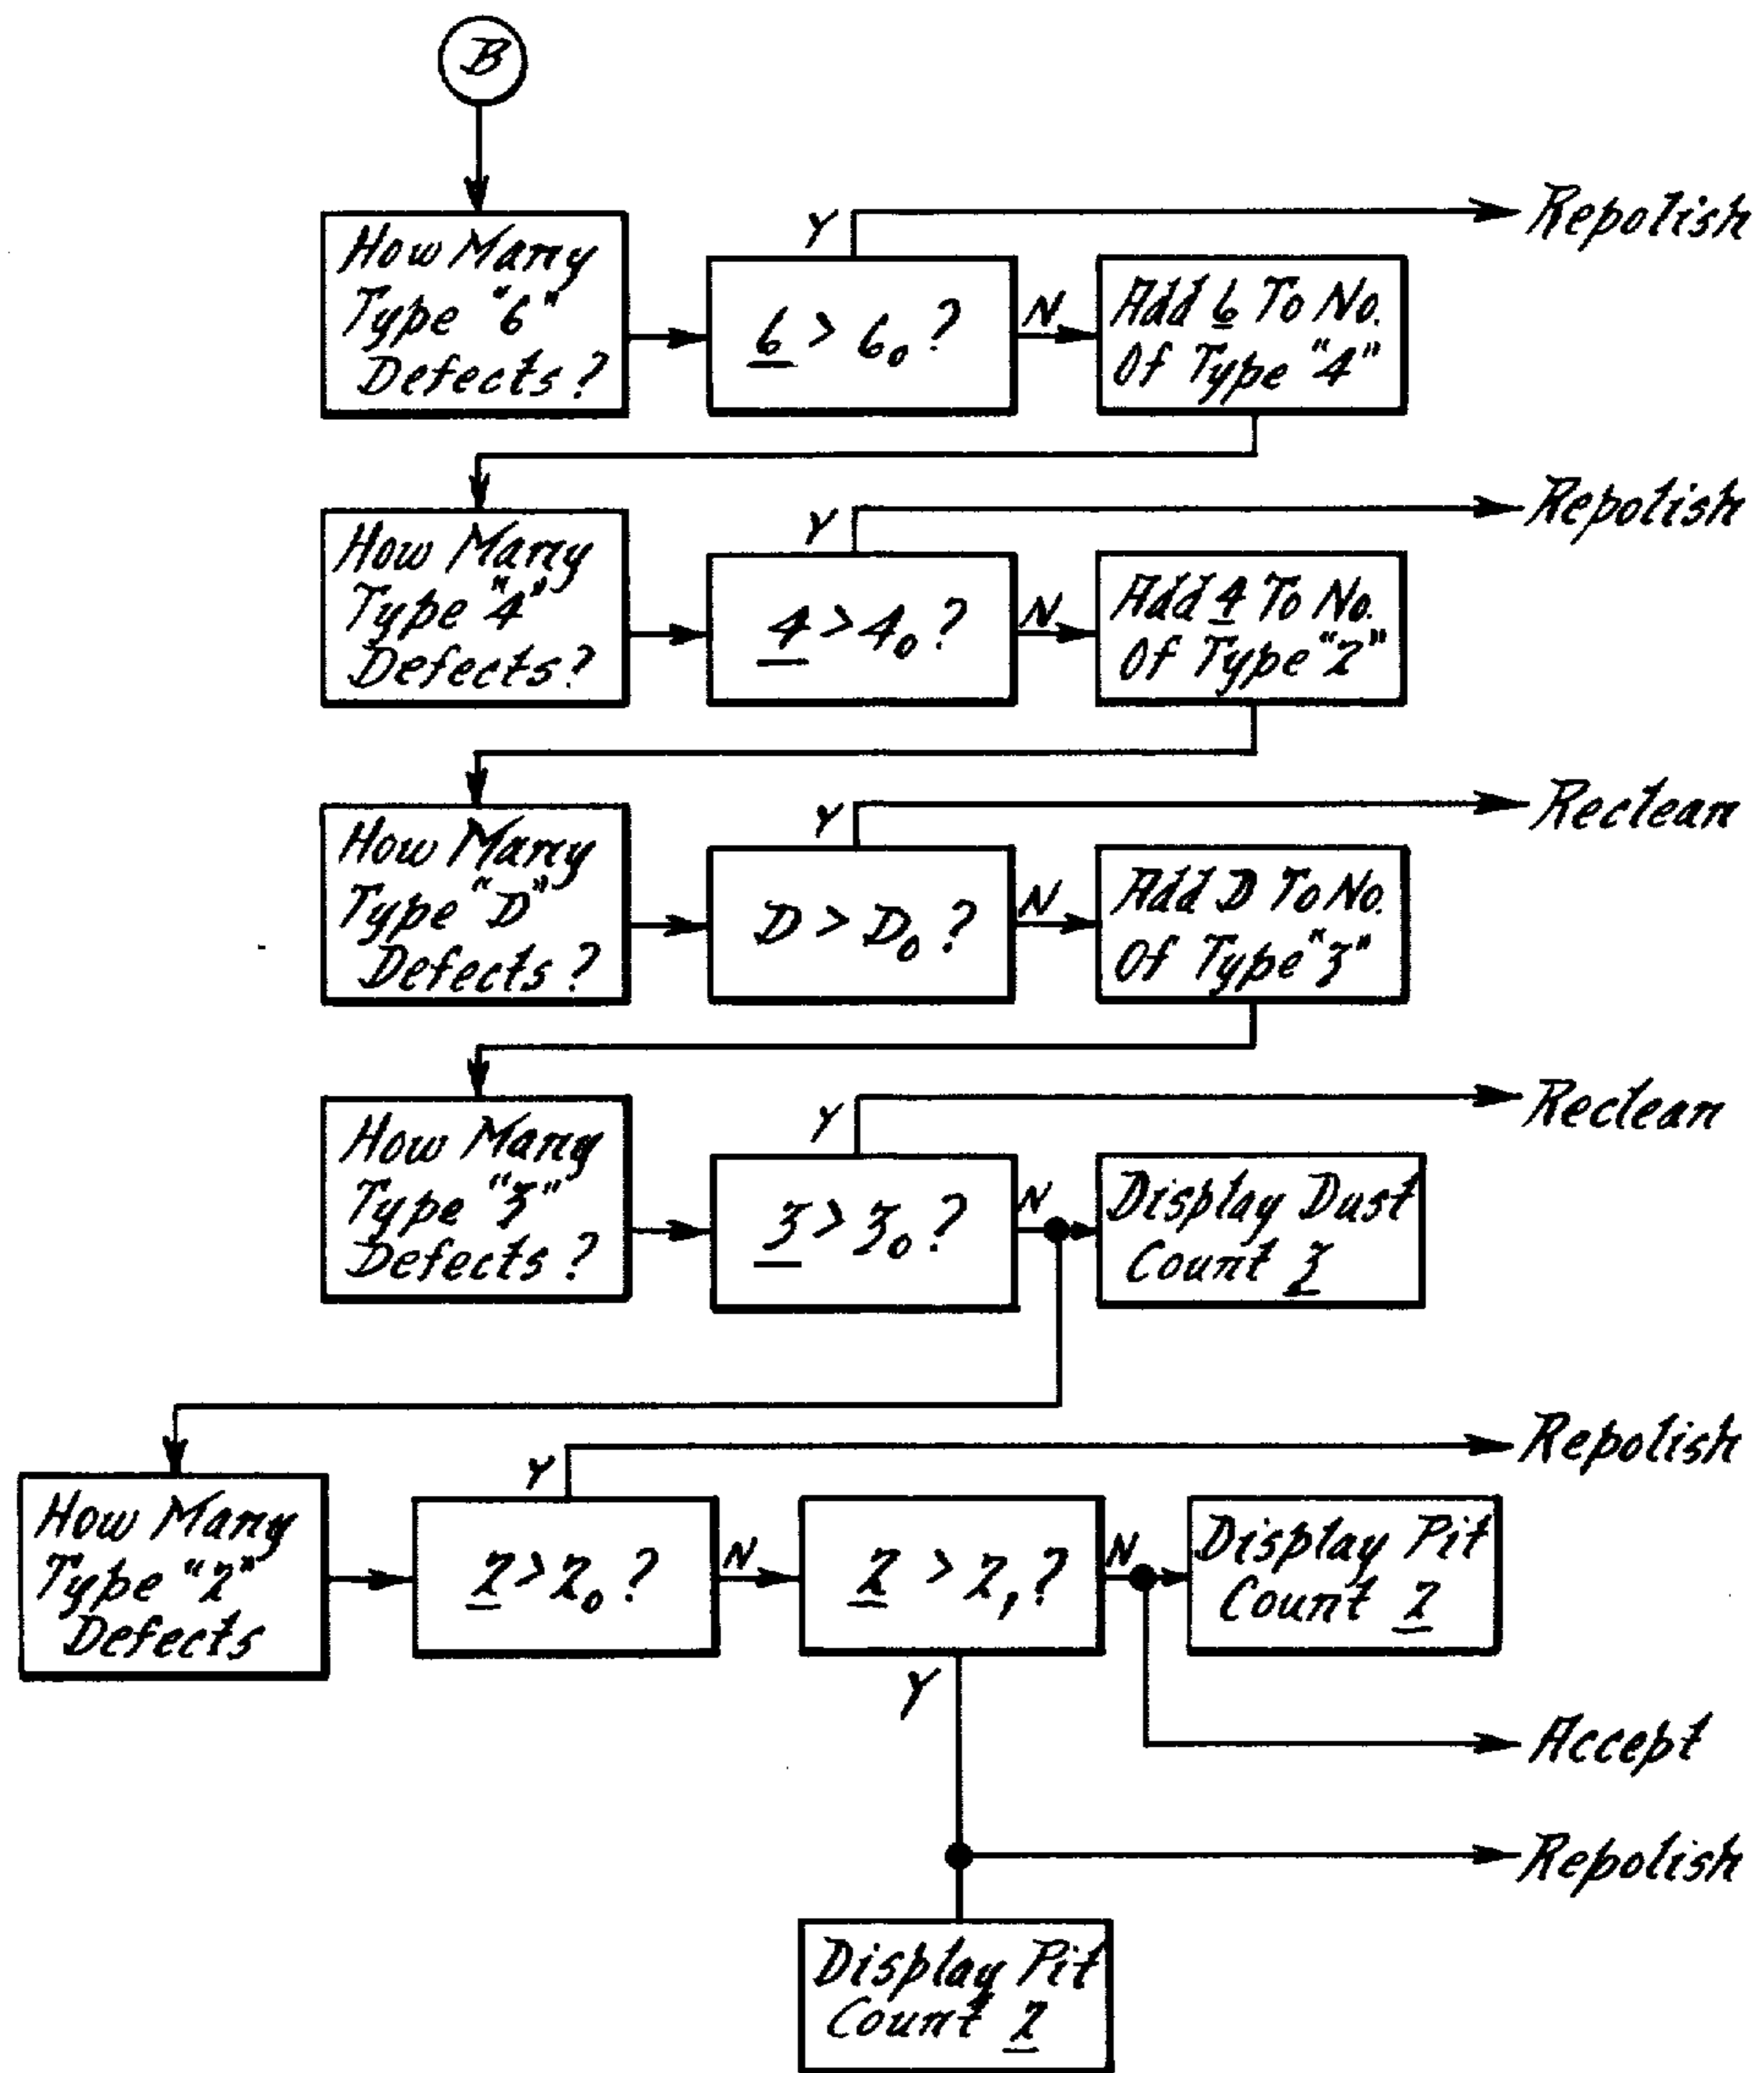 B
How Many
Type "6"
Defects?
Y
Repolish
6 > 6₀?
N
Add 6 To No.
Of Type "4"
How Many
Type "4"
Defects?
Y
Repolish
4 > 4₀?
N
Add 4 To No.
Of Type "2"
How Many
Type "D"
Defects?
Y
Reclean
D > D₀?
N
Add D To No.
Of Type "3"
How Many
Type "3"
Defects?
Y
Reclean
3 > 3₀?
N
Display Dust
Count 3
How Many
Type "2"
Defects
Y
Repolish
2 > 2₀?
N
2 > 2₁?
N
Display Pit
Count 2
Y
Accept
Repolish
Display Pit
Count 2